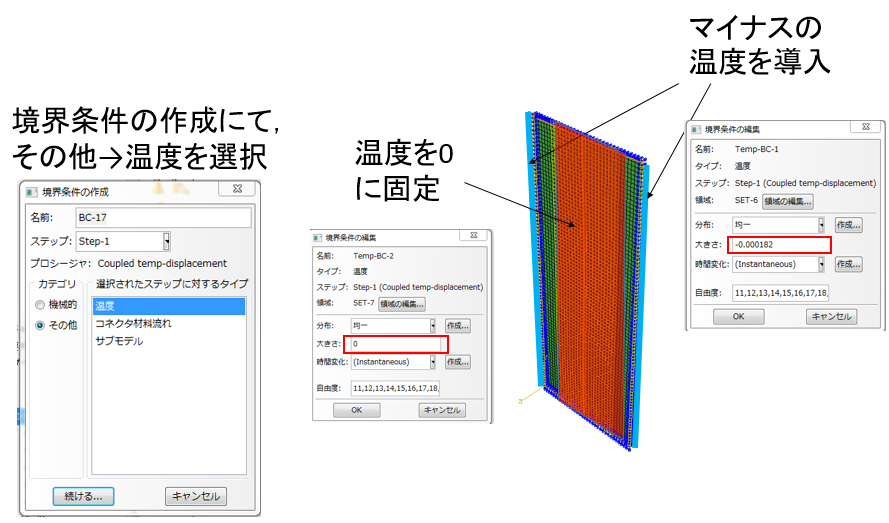 マイナスの
温度を導入
境界条件の作成にて,
その他→温度を選択
温度を0
に固定
境界条件の作成
名前: BC-17
ステップ: Step-1
プロシージャ: Coupled temp-displacement
カテゴリ 選択されたステップに対するタイプ
機械的
その他
温度
コネクタ材料流れ
サブモデル
続ける... キャンセル
境界条件の編集
名前: Temp-BC-2
タイプ: 温度
ステップ: Step-1 (Coupled temp-displacement)
領域: SET-7 領域の編集...
分布: 均一 作成...
大きさ: 0
時間変化: (Instantaneous) 作成...
自由度: 11,12,13,14,15,16,17,18,
OK キャンセル
境界条件の編集
名前: Temp-BC-1
タイプ: 温度
ステップ: Step-1 (Coupled temp-displacement)
領域: SET-6 領域の編集...
分布: 均一 作成...
大きさ: -0.000182
時間変化: (Instantaneous) 作成...
自由度: 11,12,13,14,15,16,17,18,
OK キャンセル
z